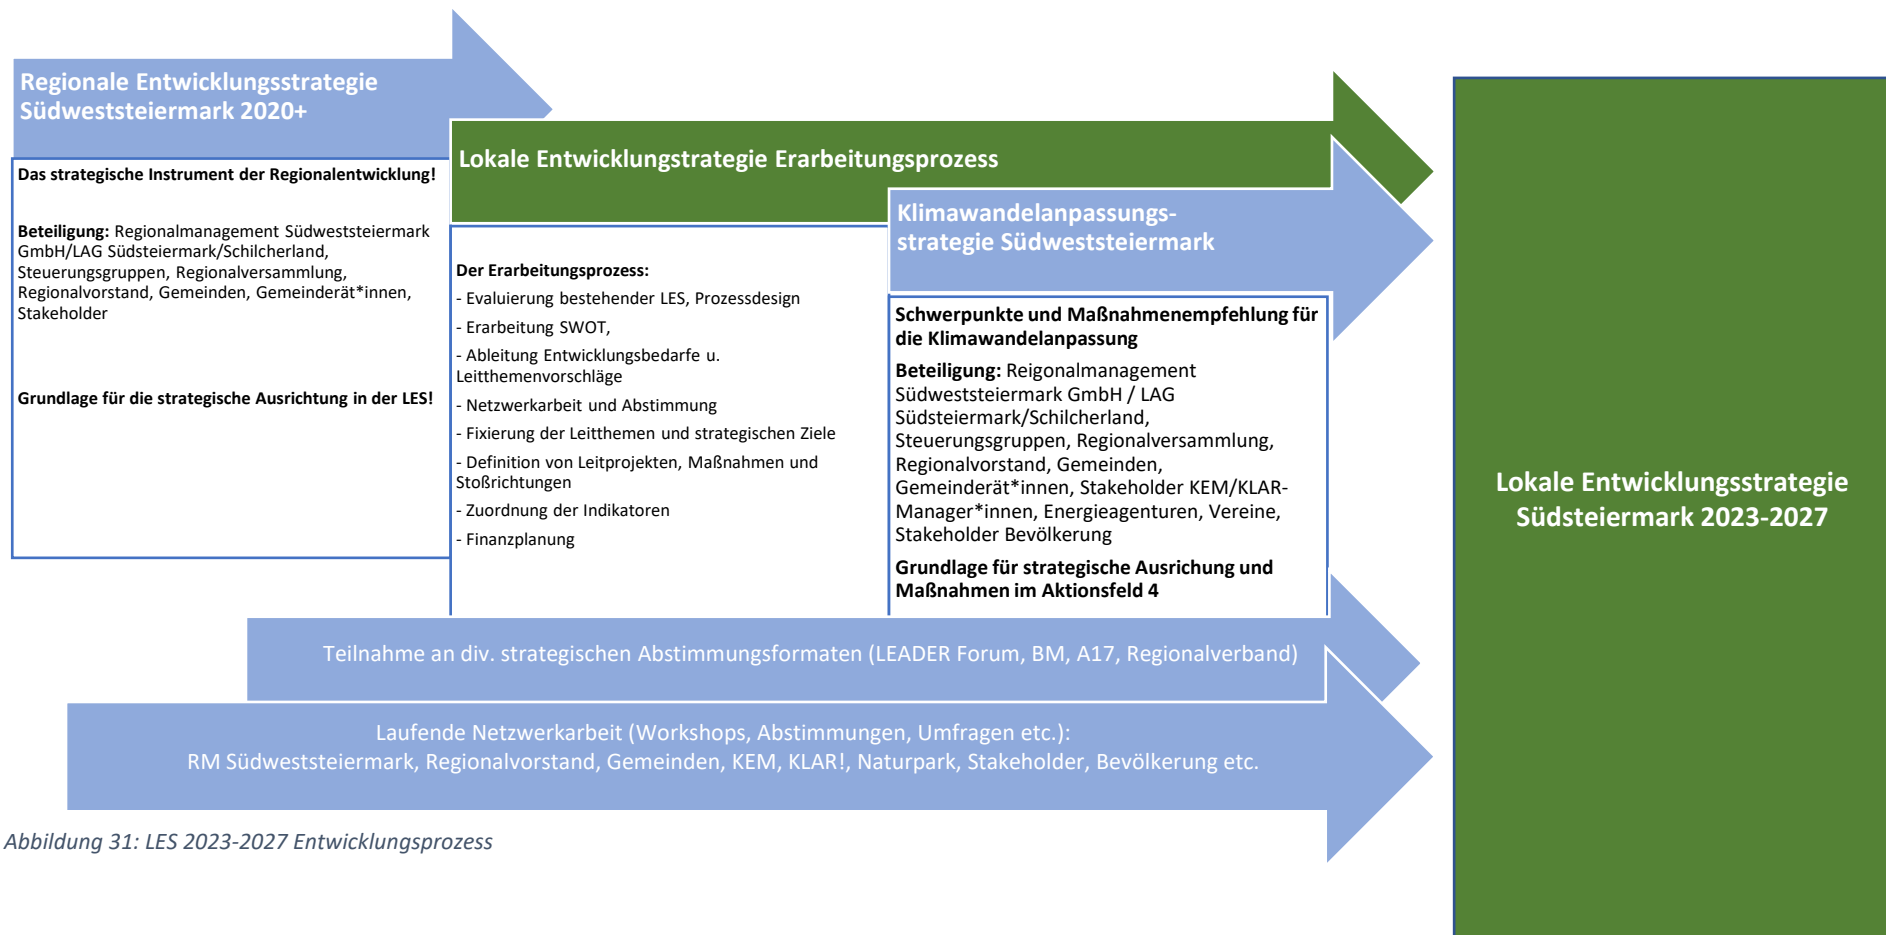 Regionale Entwicklungsstrategie
Südweststeiermark 2020+
Das strategische Instrument der Regionalentwicklung!
Beteiligung: Regionalmanagement Südweststeiermark
GmbH/LAG Südsteiermark/Schilcherland,
Steuerungsgruppen, Regionalversammlung,
Regionalvorstand, Gemeinden, Gemeinderät*innen,
Stakeholder
Grundlage für die strategische Ausrichtung in der LES!
Lokale Entwicklungstrategie Erarbeitungsprozess
Der Erarbeitungsprozess:
- Evaluierung bestehender LES, Prozessdesign
- Erarbeitung SWOT,
- Ableitung Entwicklungsbedarfe u.
Leitthemenvorschläge
- Netzwerkarbeit und Abstimmung
- Fixierung der Leitthemen und strategischen Ziele
- Definition von Leitprojekten, Maßnahmen und
Stoßrichtungen
- Zuordnung der Indikatoren
- Finanzplanung
Klimawandelanpassungs-
strategie Südweststeiermark
Schwerpunkte und Maßnahmenempfehlung für
die Klimawandelanpassung
Beteiligung: Reigonalmanagement
Südweststeiermark GmbH / LAG
Südsteiermark/Schilcherland,
Steuerungsgruppen, Regionalversammlung,
Regionalvorstand, Gemeinden,
Gemeinderät*innen, Stakeholder KEM/KLAR-
Manager*innen, Energieagenturen, Vereine,
Stakeholder Bevölkerung
Grundlage für strategische Ausrichung und
Maßnahmen im Aktionsfeld 4
Teilnahme an div. strategischen Abstimmungsformaten (LEADER Forum, BM, A17, Regionalverband)
Laufende Netzwerkarbeit (Workshops, Abstimmungen, Umfragen etc.):
RM Südweststeiermark, Regionalvorstand, Gemeinden, KEM, KLAR!, Naturpark, Stakeholder, Bevölkerung etc.
Lokale Entwicklungsstrategie
Südsteiermark 2023-2027
Abbildung 31: LES 2023-2027 Entwicklungsprozess